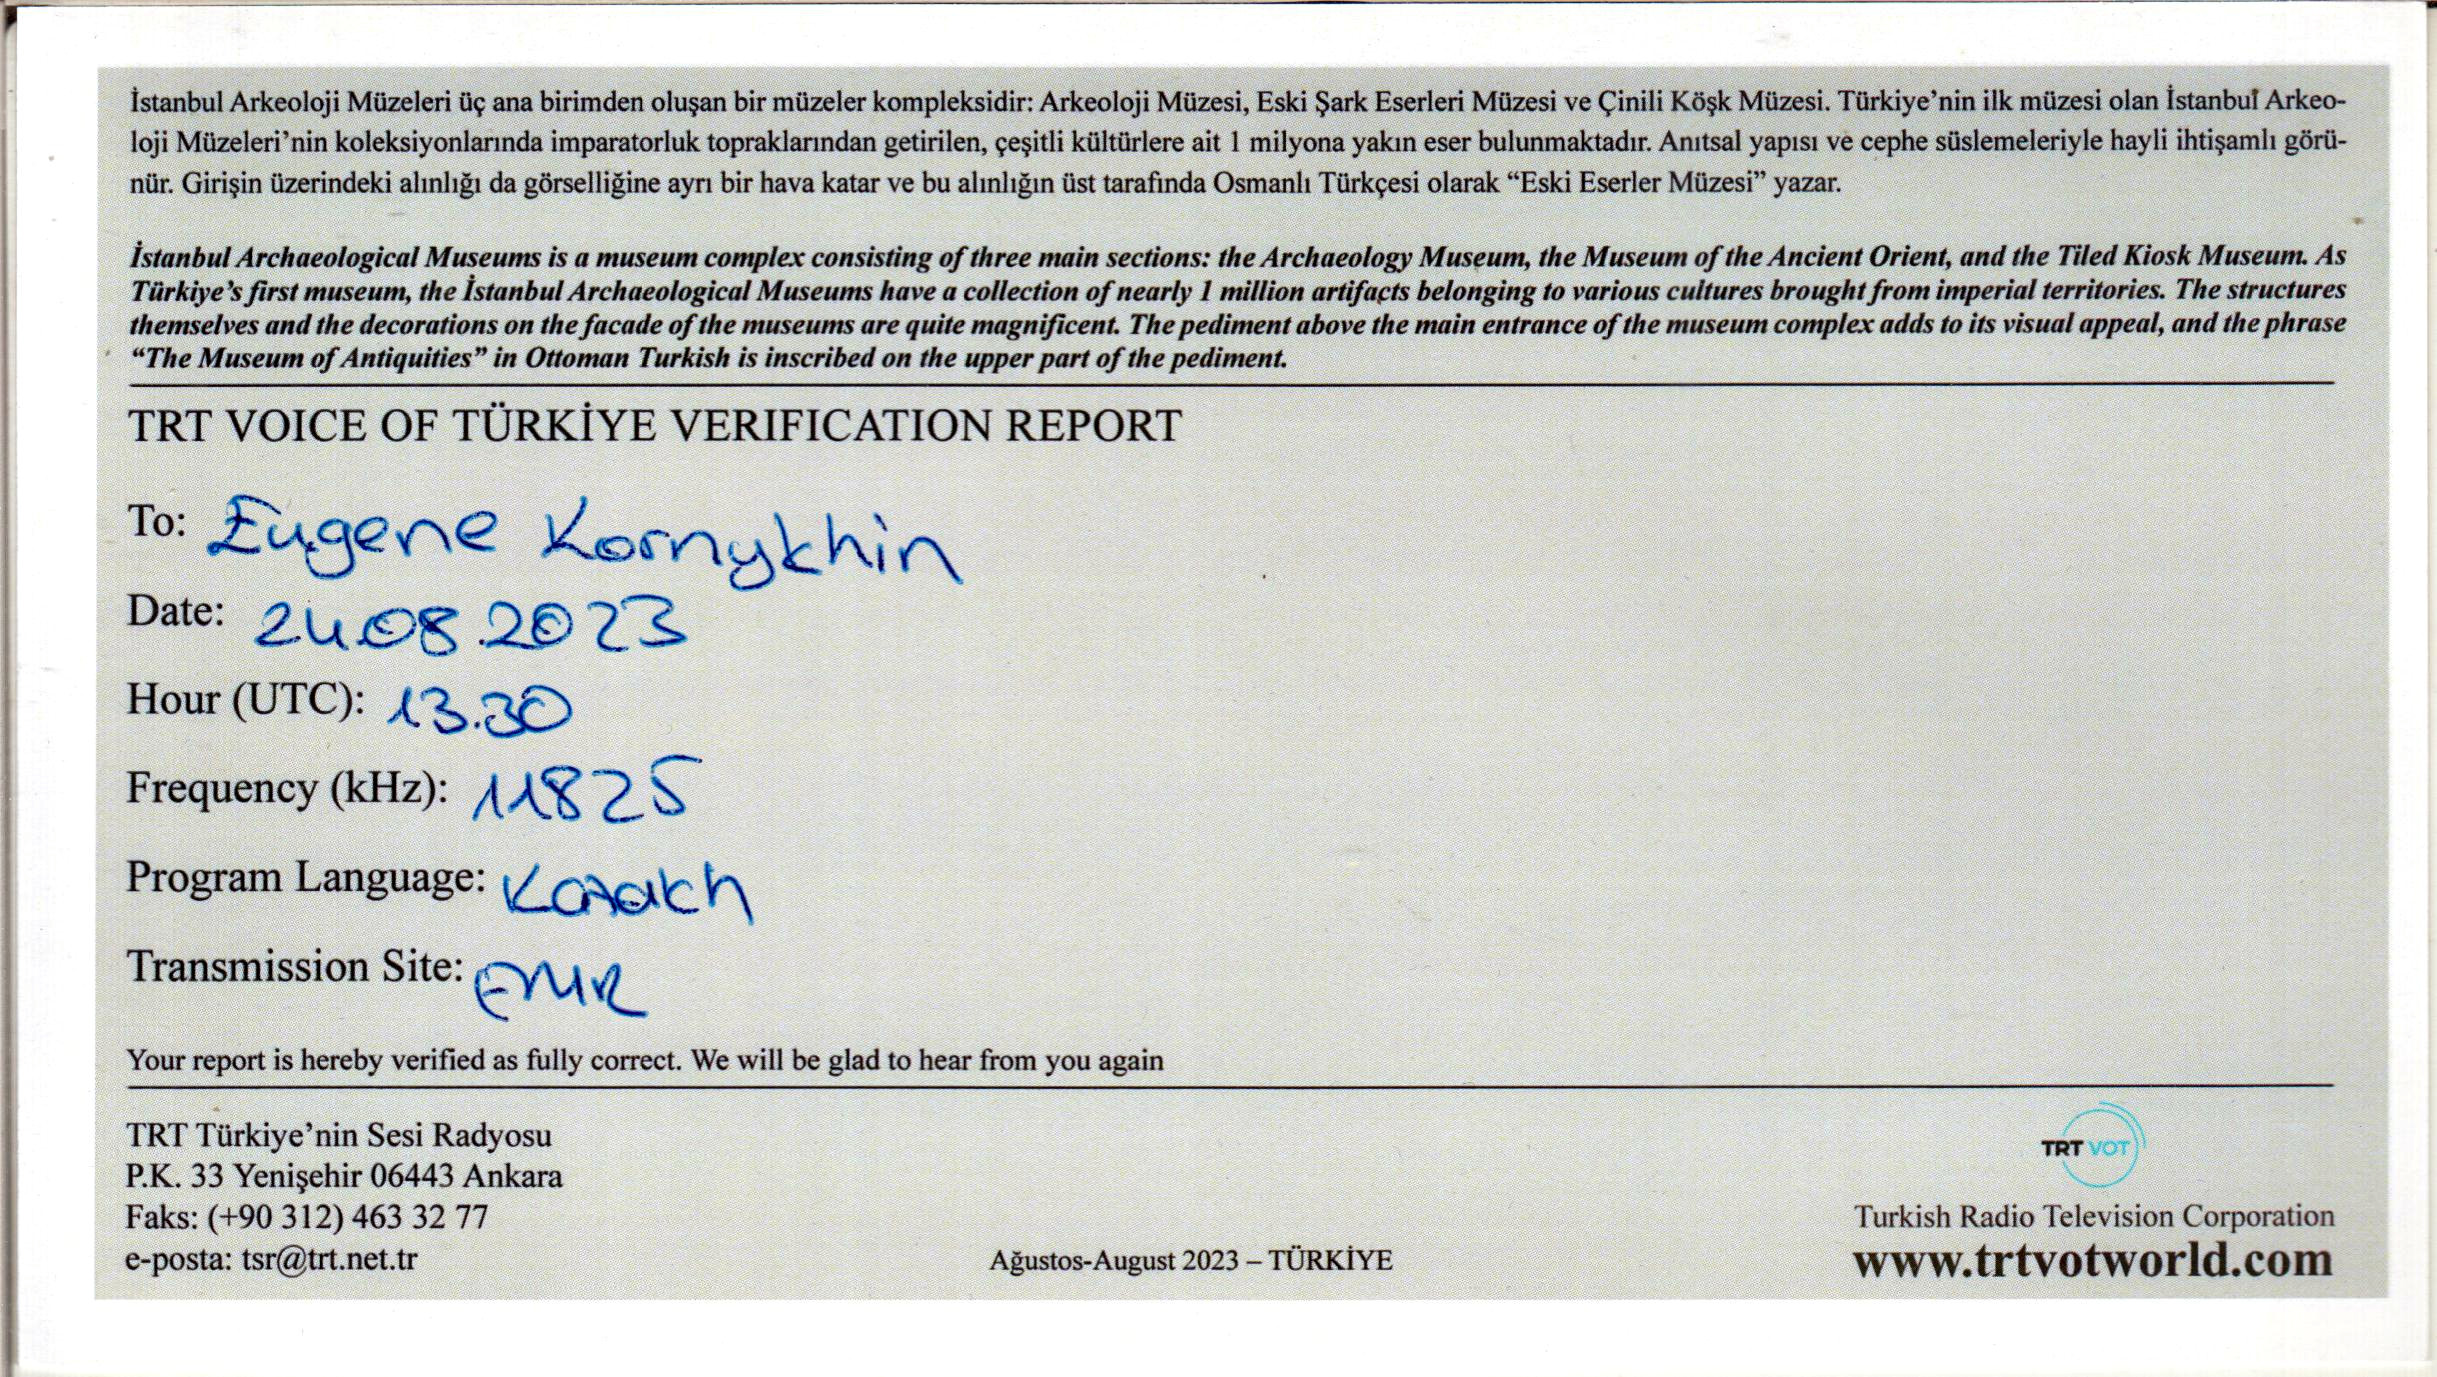 İstanbul Arkeoloji Müzeleri üç ana birimden oluşan bir müzeler kompleksidir: Arkeoloji Müzesi, Eski Şark Eserleri Müzesi ve Çinili Köşk Müzesi. Türkiye’nin ilk müzesi olan İstanbul Arkeo-
loji Müzeleri’nin koleksiyonlarında imparatorluk topraklarından getirilen, çeşitli kültürlere ait 1 milyona yakın eser bulunmaktadır. Anıtsal yapısı ve cephe süslemeleriyle hayli ihtişamlı görü-
nür. Girişin üzerindeki alınlığı da görselliğine ayrı bir hava katar ve bu alınlığın üst tarafında Osmanlı Türkçesi olarak “Eski Eserler Müzesi” yazar.
İstanbul Archaeological Museums is a museum complex consisting of three main sections: the Archaeology Museum, the Museum of the Ancient Orient, and the Tiled Kiosk Museum. As
Türkiye’s first museum, the İstanbul Archaeological Museums have a collection of nearly 1 million artifacts belonging to various cultures brought from imperial territories. The structures
themselves and the decorations on the facade of the museums are quite magnificent. The pediment above the main entrance of the museum complex adds to its visual appeal, and the phrase
“The Museum of Antiquities” in Ottoman Turkish is inscribed on the upper part of the pediment.
TRT VOICE OF TÜRKİYE VERIFICATION REPORT
To: Eugene Kornykhin
Date: 24.08.2023
Hour (UTC): 13.30
Frequency (kHz): 11825
Program Language: Kazakh
Transmission Site: EMR
Your report is hereby verified as fully correct. We will be glad to hear from you again
TRT Türkiye’nin Sesi Radyosu
P.K. 33 Yenişehir 06443 Ankara
Faks: (+90 312) 463 32 77
e-posta: tsr@trt.net.tr
Ağustos-August 2023 – TÜRKİYE
TRT VOT
Turkish Radio Television Corporation
www.trtvotworld.com